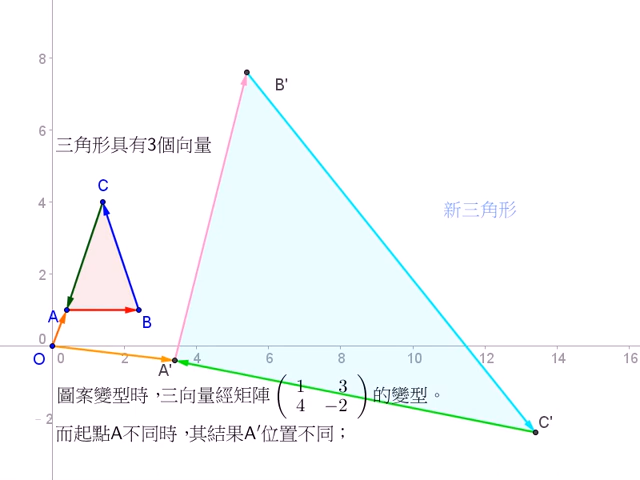 8
B'
三角形具有3個向量
6
新三角形
C
4
2
A
B
0
O
0 2 4 6 8 10 12 14 16
A'
圖案變型時,三向量經矩陣 ( 1 3 ) 的變型。
4 −2
−2
C'
而起點A不同時,其結果A′位置不同;